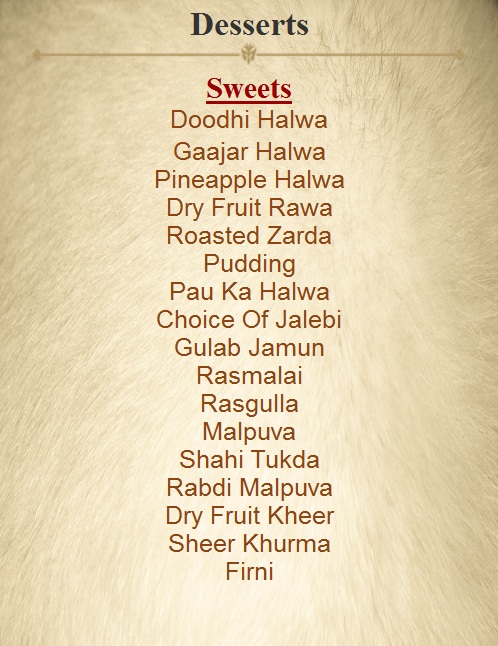 Desserts
Sweets
Doodhi Halwa
Gaajar Halwa
Pineapple Halwa
Dry Fruit Rawa
Roasted Zarda
Pudding
Pau Ka Halwa
Choice Of Jalebi
Gulab Jamun
Rasmalai
Rasgulla
Malpuva
Shahi Tukda
Rabdi Malpuva
Dry Fruit Kheer
Sheer Khurma
Firni